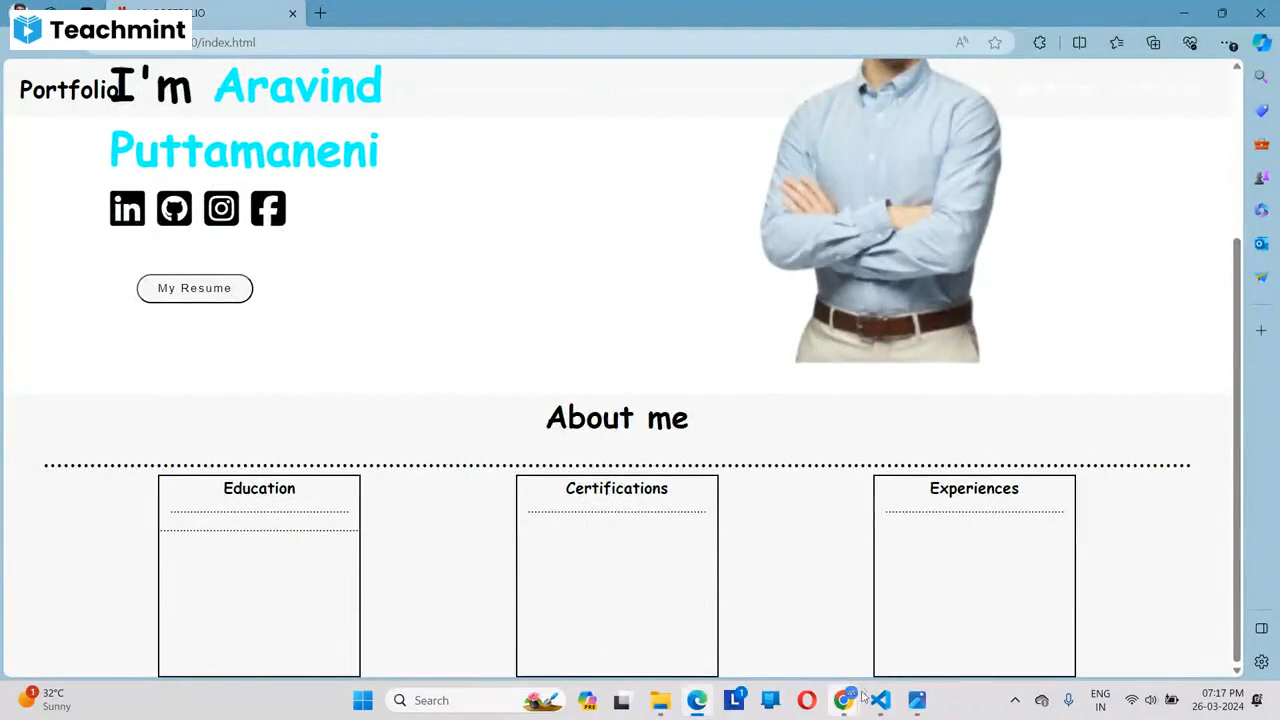 Teachmint
0/index.html
Portfolio
I'm Aravind
Puttamaneni
My Resume
About me
Education
Certifications
Experiences
32°C
Sunny
Search
ENG
IN
07:17 PM
26-03-2024